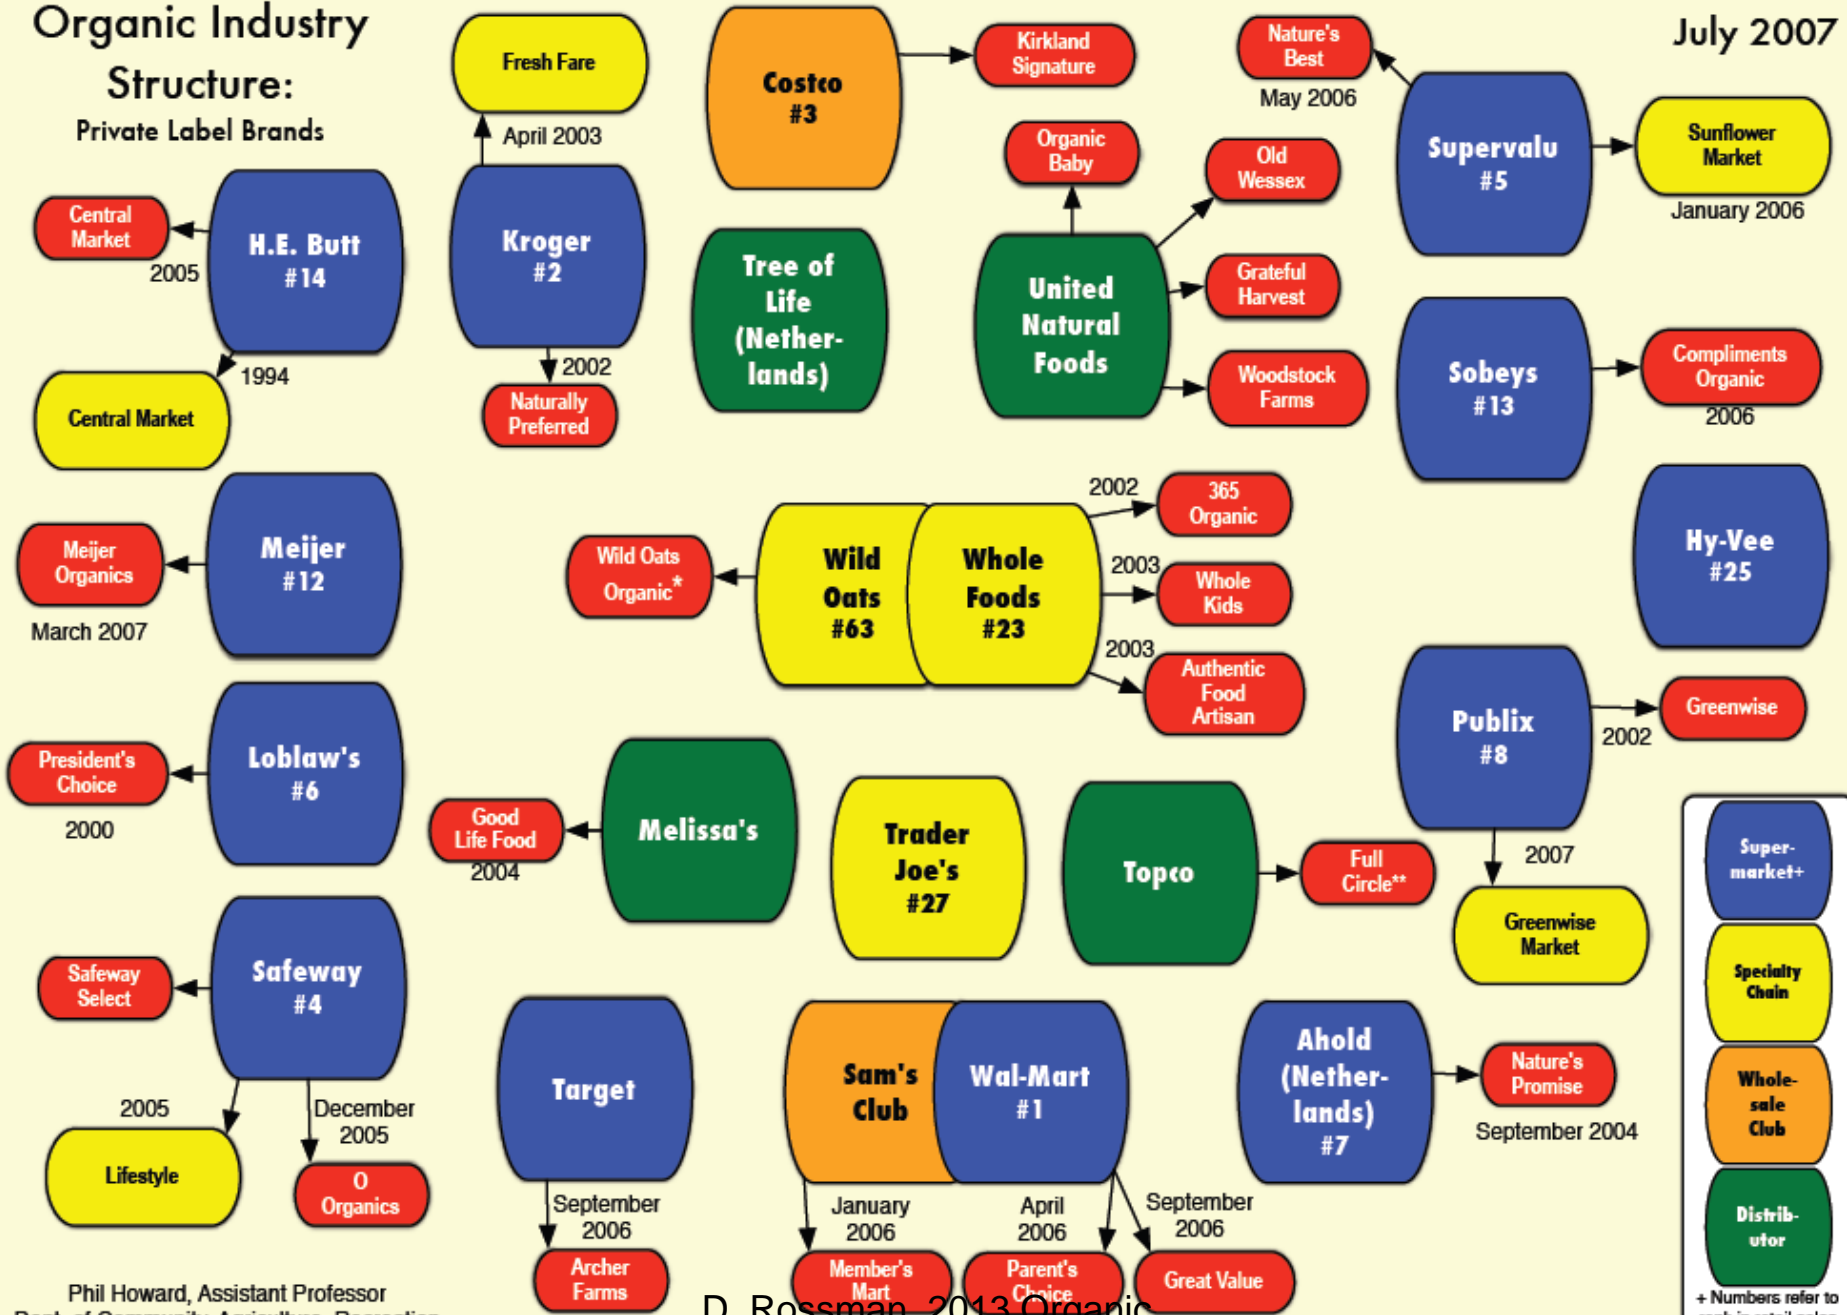 Organic Industry
Structure:
Private Label Brands
July 2007
Fresh Fare
April 2003
Kroger
#2
2002
Naturally
Preferred
Costco
#3
Kirkland
Signature
Nature's
Best
May 2006
Supervalu
#5
Sunflower
Market
January 2006
Central
Market
2005
H.E. Butt
#14
1994
Central Market
Tree of
Life
(Nether-
lands)
Organic
Baby
Old
Wessex
United
Natural
Foods
Grateful
Harvest
Woodstock
Farms
Sobeys
#13
Compliments
Organic
2006
Hy-Vee
#25
Meijer
Organics
March 2007
Meijer
#12
Wild Oats
Organic*
Wild
Oats
#63
Whole
Foods
#23
2002
365
Organic
2003
Whole
Kids
2003
Authentic
Food
Artisan
Publix
#8
Greenwise
2002
2007
Greenwise
Market
President's
Choice
2000
Loblaw's
#6
Good
Life Food
2004
Melissa's
Trader
Joe's
#27
Topco
Full
Circle**
Safeway
Select
Safeway
#4
2005
Lifestyle
December
2005
O
Organics
Target
September
2006
Archer
Farms
Sam's
Club
Wal-Mart
#1
January
2006
Member's
Mart
April
2006
Parent's
Choice
September
2006
Great Value
Ahold
(Nether-
lands)
#7
Nature's
Promise
September 2004
Super-
market+
Specialty
Chain
Whole-
sale
Club
Distrib-
utor
+ Numbers refer to
Phil Howard, Assistant Professor
D. Rossman, 2013 Organic